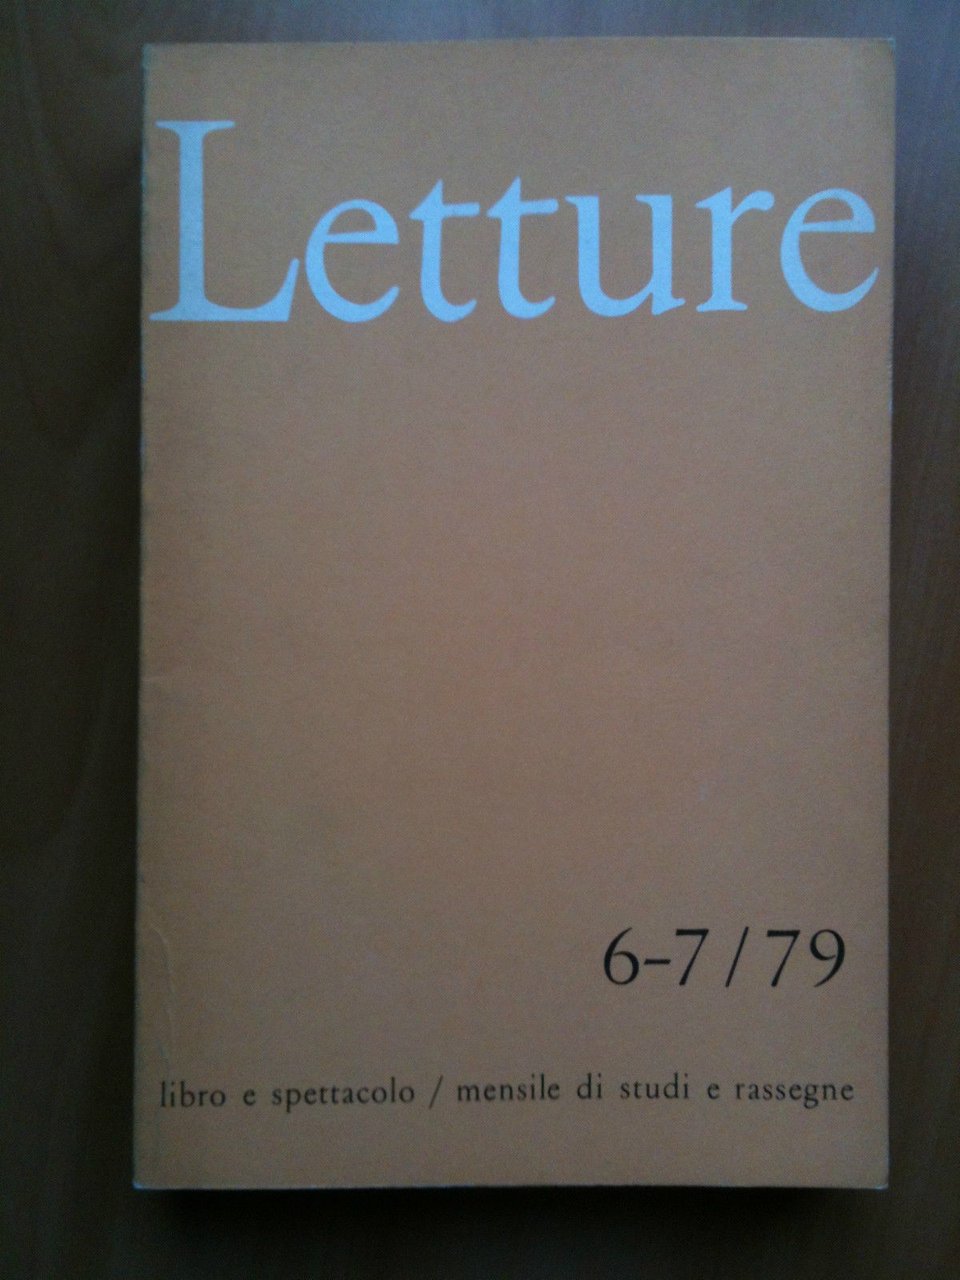 Letture
6-7/79
libro e spettacolo / mensile di studi e rassegne